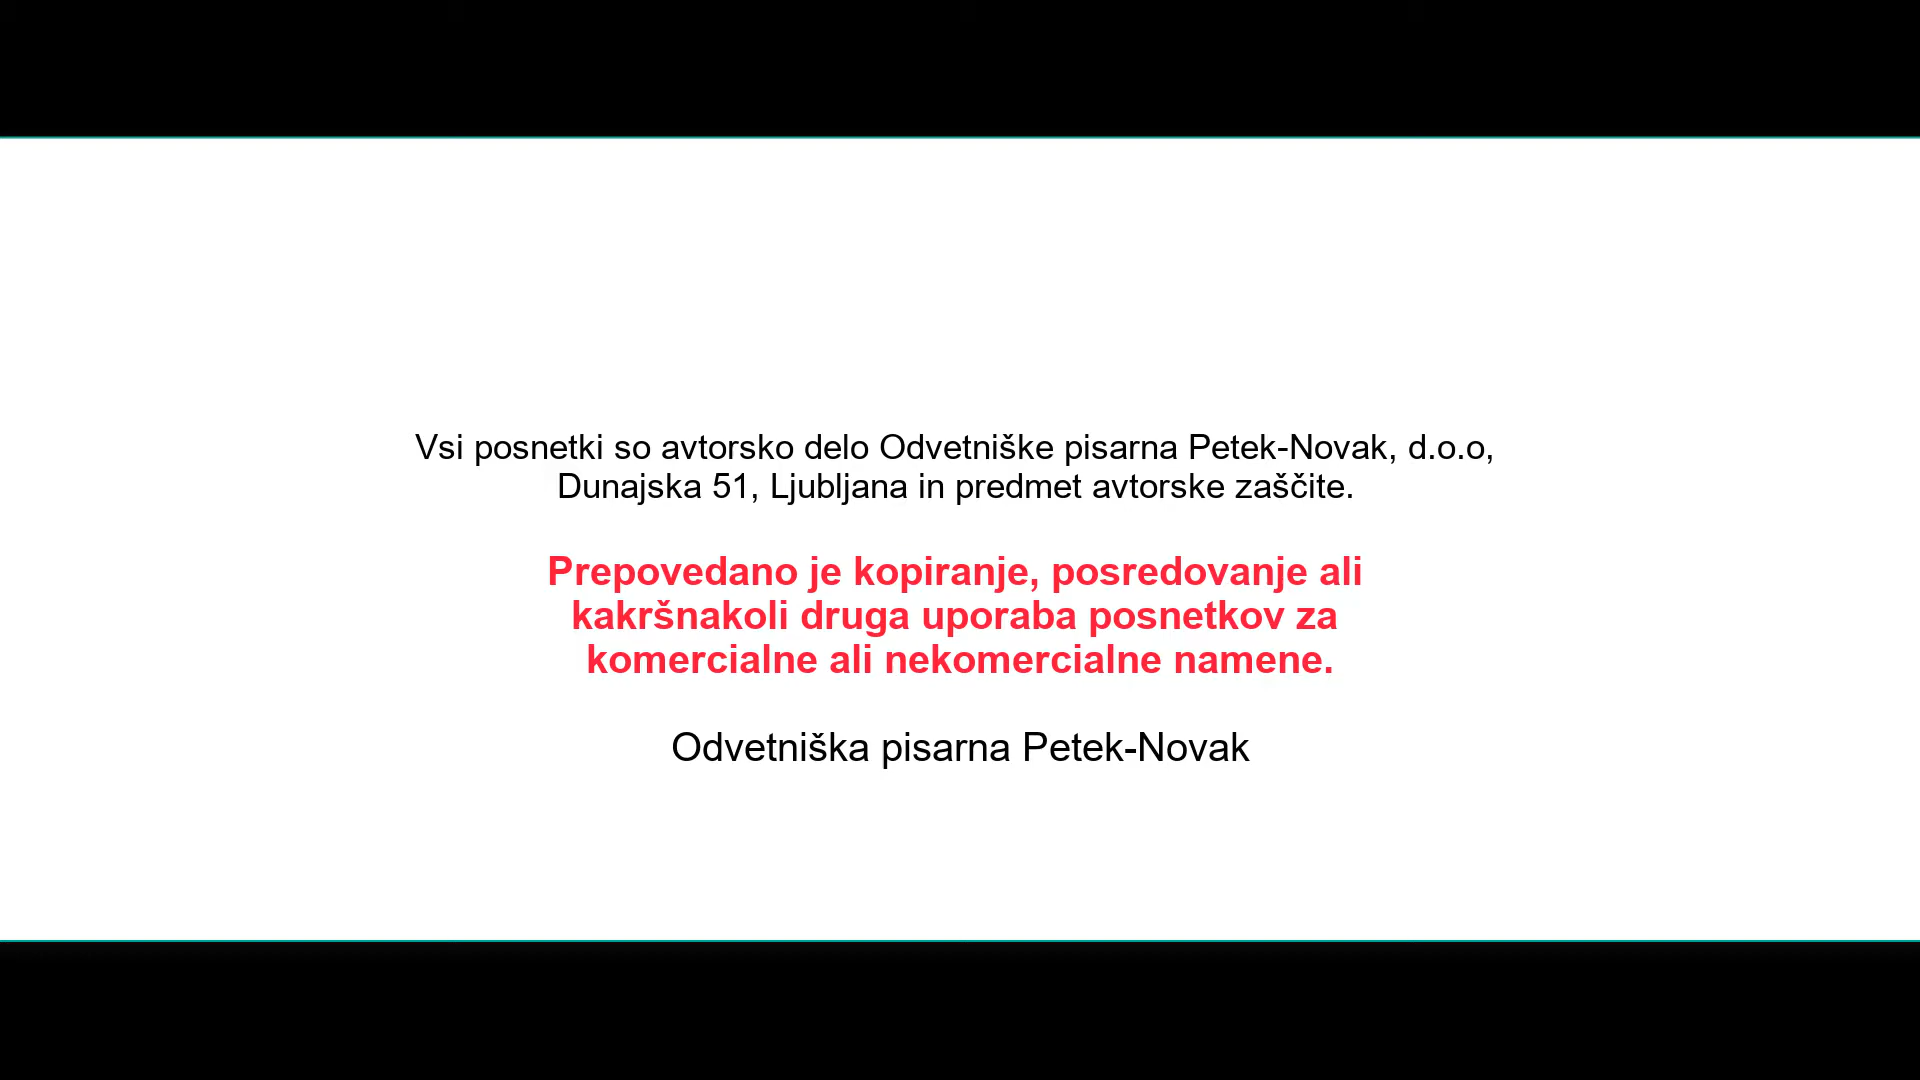 Vsi posnetki so avtorsko delo Odvetniške pisarna Petek-Novak, d.o.o,
Dunajska 51, Ljubljana in predmet avtorske zaščite.
Prepovedano je kopiranje, posredovanje ali
kakršnakoli druga uporaba posnetkov za
komercialne ali nekomercialne namene.
Odvetniška pisarna Petek-Novak